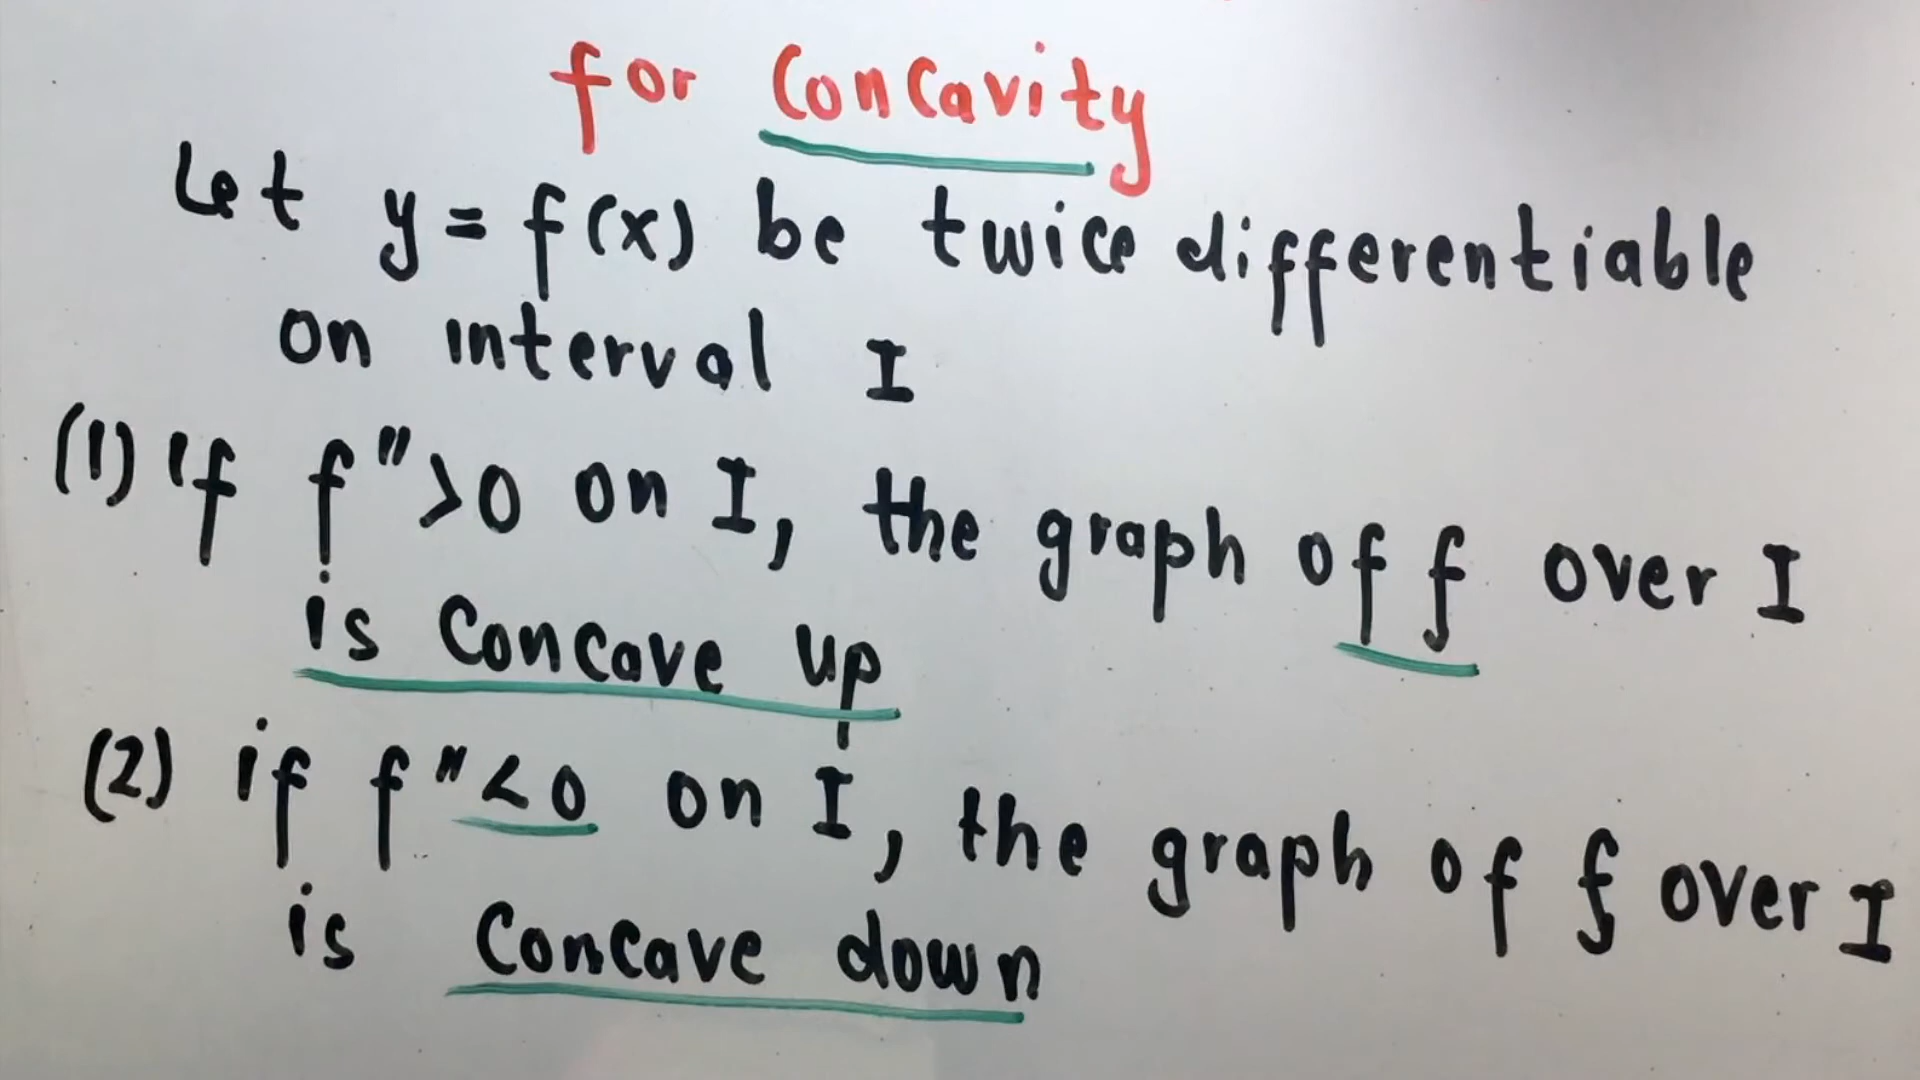 for Concavity
Let y = f(x) be twice differentiable
on interval I
(1) if f">0 on I, the graph of f over I
is Concave up
(2) if f"<0 on I, the graph of f over I
is Concave down